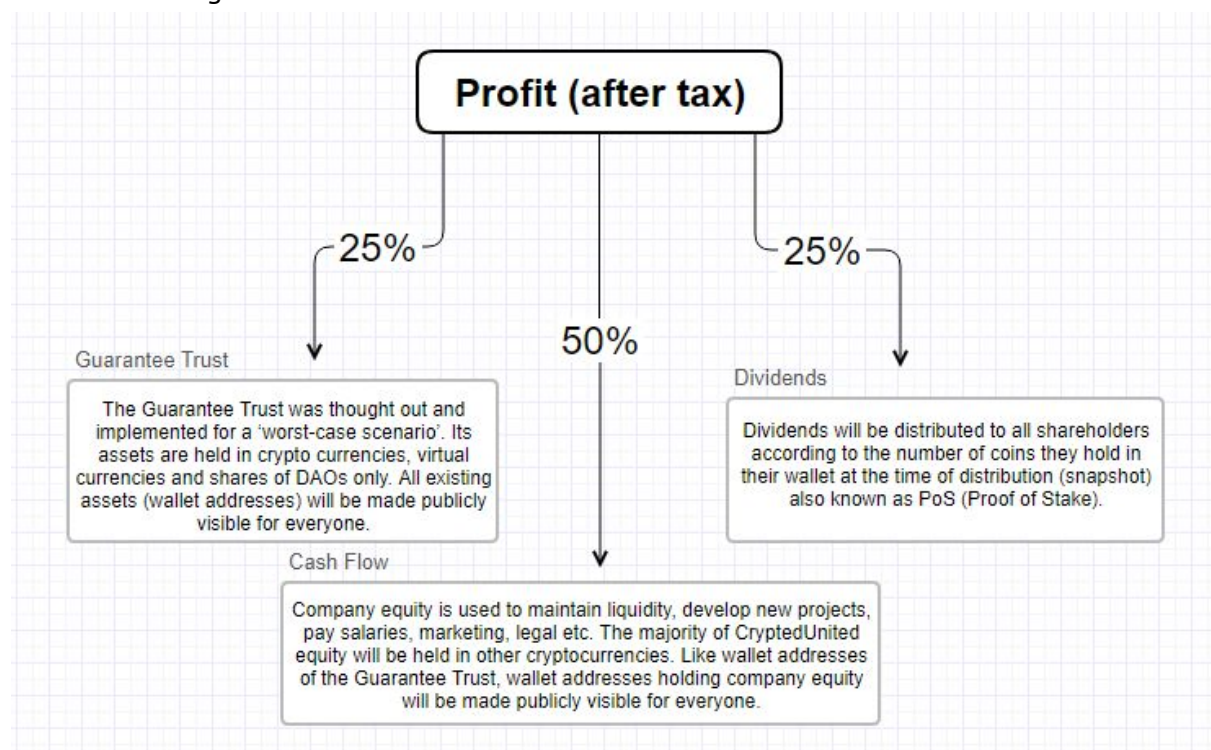 Profit (after tax)
25%
25%
50%
Guarantee Trust
The Guarantee Trust was thought out and
implemented for a ‘worst-case scenario’. Its
assets are held in crypto currencies, virtual
currencies and shares of DAOs only. All existing
assets (wallet addresses) will be made publicly
visible for everyone.
Dividends
Dividends will be distributed to all shareholders
according to the number of coins they hold in
their wallet at the time of distribution (snapshot)
also known as PoS (Proof of Stake).
Cash Flow
Company equity is used to maintain liquidity, develop new projects,
pay salaries, marketing, legal etc. The majority of CryptedUnited
equity will be held in other cryptocurrencies. Like wallet addresses
of the Guarantee Trust, wallet addresses holding company equity
will be made publicly visible for everyone.